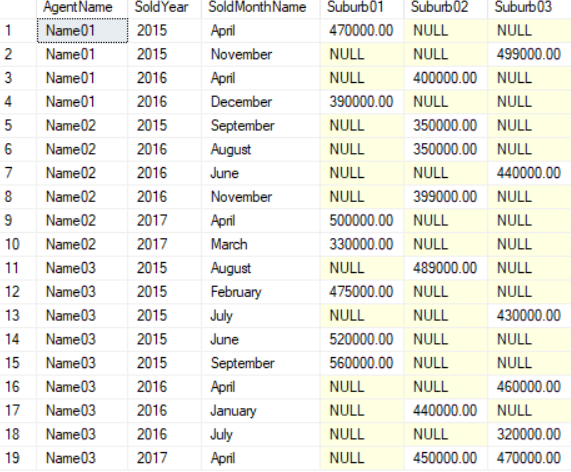 AgentName SoldYear SoldMonthName Suburb01 Suburb02 Suburb03
1 Name01 2015 April 470000.00 NULL NULL
2 Name01 2015 November NULL NULL 499000.00
3 Name01 2016 April NULL 400000.00 NULL
4 Name01 2016 December 390000.00 NULL NULL
5 Name02 2015 September NULL 350000.00 NULL
6 Name02 2016 August NULL 350000.00 NULL
7 Name02 2016 June NULL NULL 440000.00
8 Name02 2016 November NULL 399000.00 NULL
9 Name02 2017 April 500000.00 NULL NULL
10 Name02 2017 March 330000.00 NULL NULL
11 Name03 2015 August NULL 489000.00 NULL
12 Name03 2015 February 475000.00 NULL NULL
13 Name03 2015 July NULL NULL 430000.00
14 Name03 2015 June 520000.00 NULL NULL
15 Name03 2015 September 560000.00 NULL NULL
16 Name03 2016 April NULL NULL 460000.00
17 Name03 2016 January NULL 440000.00 NULL
18 Name03 2016 July NULL NULL 320000.00
19 Name03 2017 April NULL 450000.00 470000.00